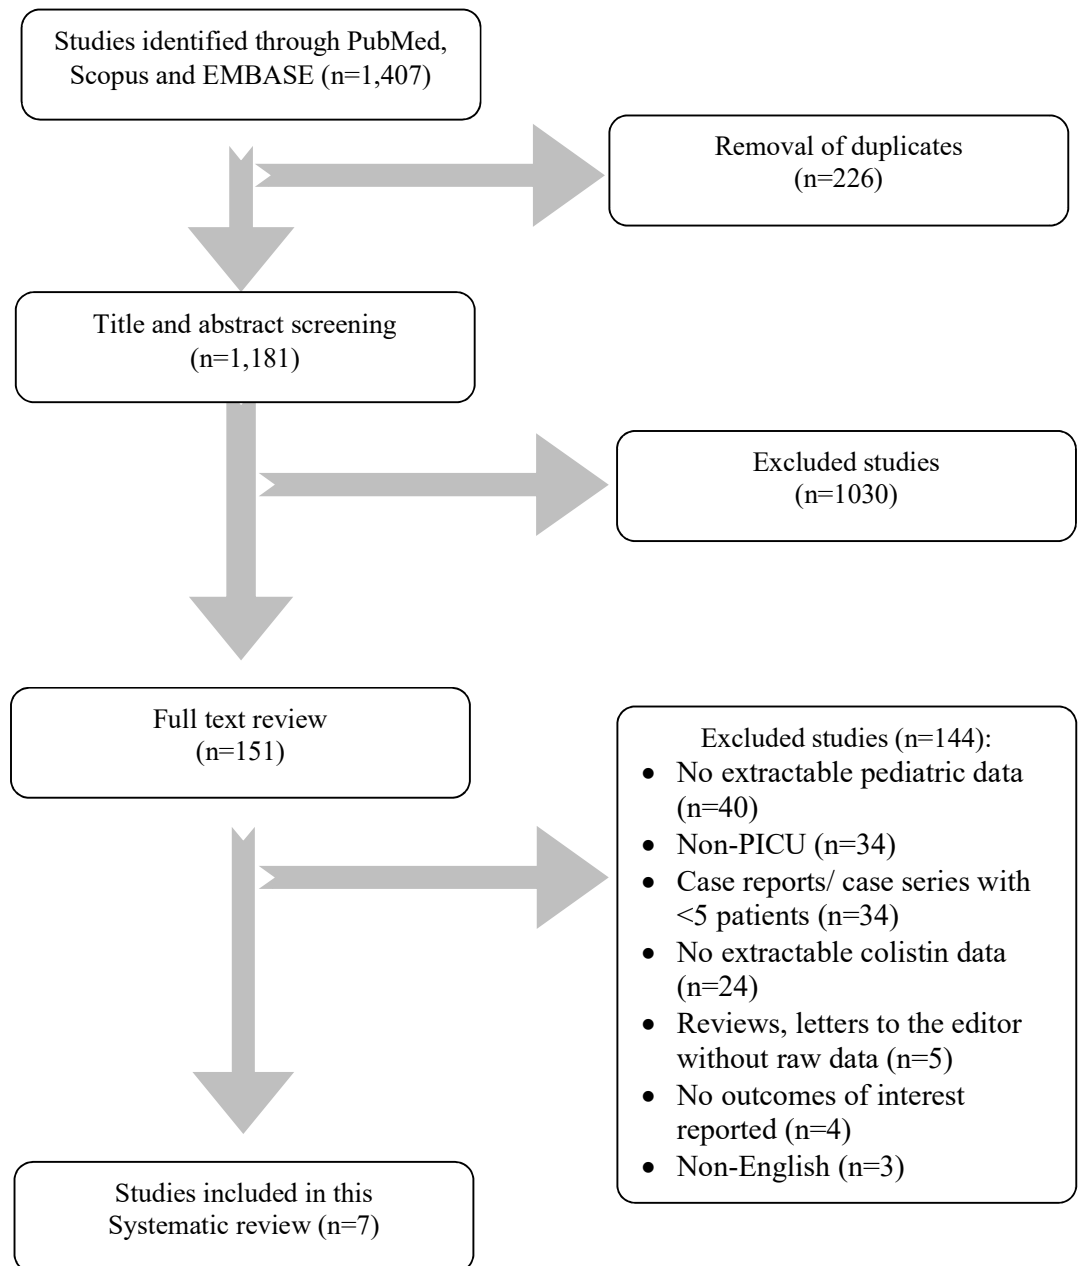 Studies identified through PubMed,
Scopus and EMBASE (n=1,407)
Removal of duplicates
(n=226)
Title and abstract screening
(n=1,181)
Excluded studies
(n=1030)
Full text review
(n=151)
Excluded studies (n=144):
• No extractable pediatric data
(n=40)
• Non-PICU (n=34)
• Case reports/ case series with
<5 patients (n=34)
• No extractable colistin data
(n=24)
• Reviews, letters to the editor
without raw data (n=5)
• No outcomes of interest
reported (n=4)
• Non-English (n=3)
Studies included in this
Systematic review (n=7)